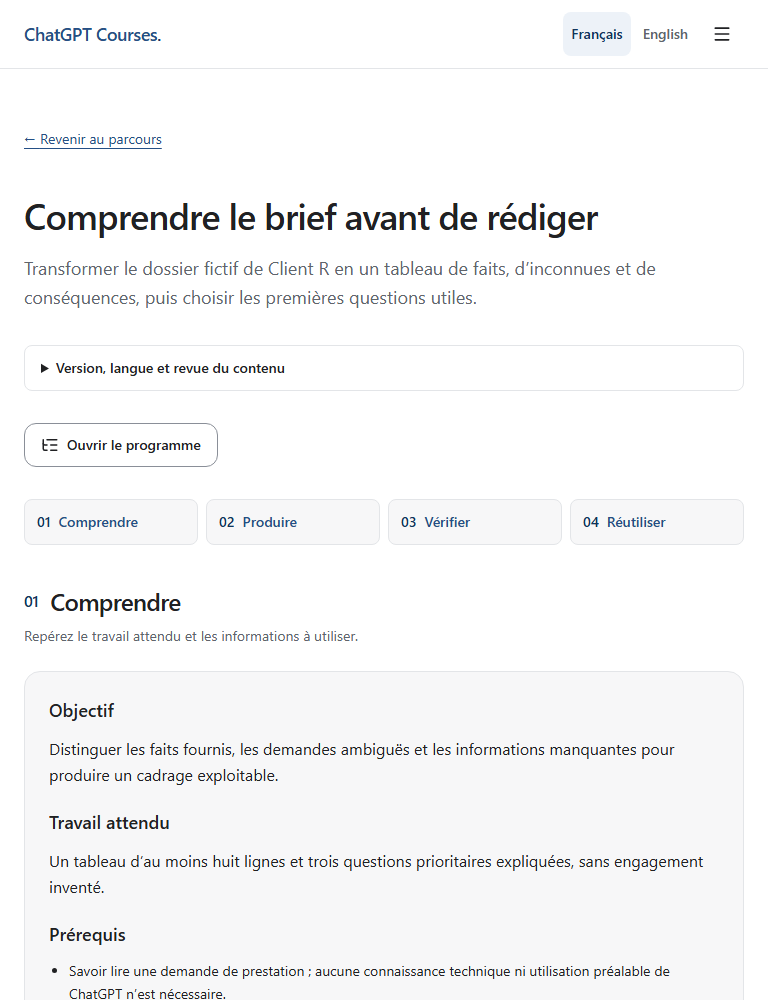 ChatGPT Courses.
Français
English
← Revenir au parcours
Comprendre le brief avant de rédiger
Transformer le dossier fictif de Client R en un tableau de faits, d’inconnues et de
conséquences, puis choisir les premières questions utiles.
Version, langue et revue du contenu
Ouvrir le programme
01 Comprendre
02 Produire
03 Vérifier
04 Réutiliser
01 Comprendre
Repérez le travail attendu et les informations à utiliser.
Objectif
Distinguer les faits fournis, les demandes ambiguës et les informations manquantes pour
produire un cadrage exploitable.
Travail attendu
Un tableau d’au moins huit lignes et trois questions prioritaires expliquées, sans engagement
inventé.
Prérequis
• Savoir lire une demande de prestation ; aucune connaissance technique ni utilisation préalable de
ChatGPT n’est nécessaire.